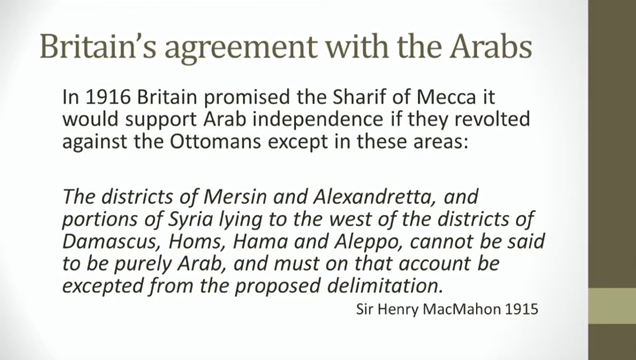 Britain's agreement with the Arabs
In 1916 Britain promised the Sharif of Mecca it
would support Arab independence if they revolted
against the Ottomans except in these areas:
The districts of Mersin and Alexandretta, and
portions of Syria lying to the west of the districts of
Damascus, Homs, Hama and Aleppo, cannot be said
to be purely Arab, and must on that account be
excepted from the proposed delimitation.
Sir Henry MacMahon 1915